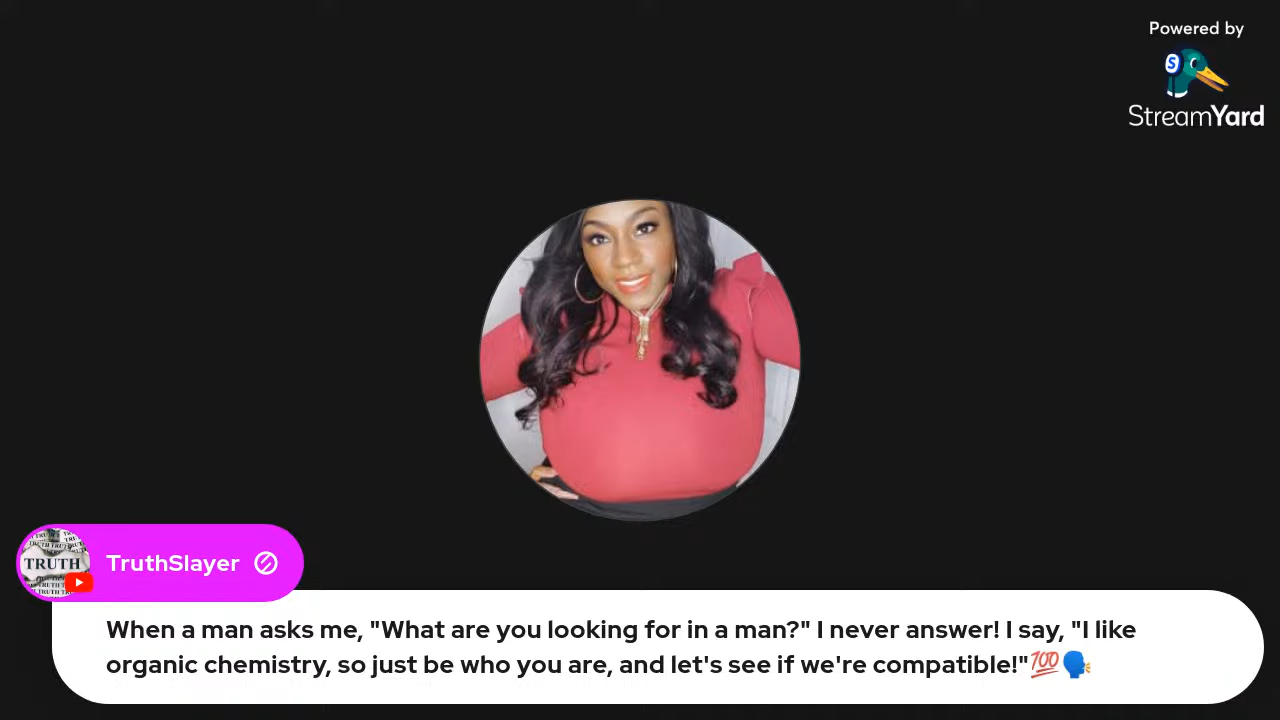 Powered by
S
StreamYard
TRUTH
TruthSlayer
When a man asks me, "What are you looking for in a man?" I never answer! I say, "I like
organic chemistry, so just be who you are, and let's see if we're compatible!"💯🗣️